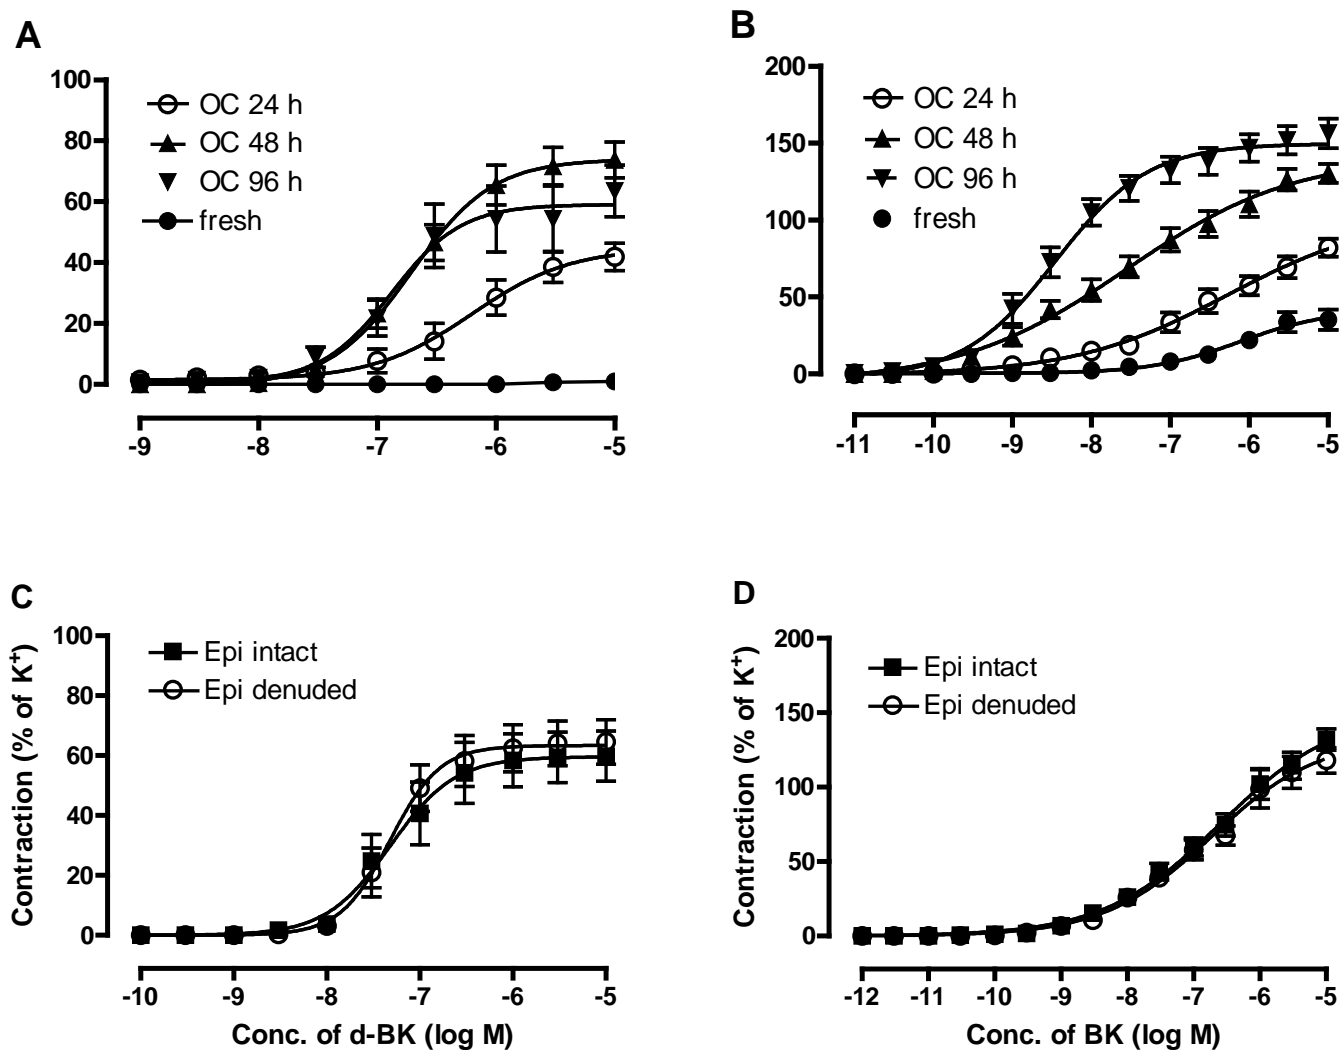 A
100
80
60
40
20
0
OC 24 h
OC 48 h
OC 96 h
fresh
-9 -8 -7 -6 -5
B
200
150
100
50
0
OC 24 h
OC 48 h
OC 96 h
fresh
-11 -10 -9 -8 -7 -6 -5
C
Contraction (% of K⁺)
100
80
60
40
20
0
Epi intact
Epi denuded
-10 -9 -8 -7 -6 -5
Conc. of d-BK (log M)
D
Contraction (% of K⁺)
200
150
100
50
0
Epi intact
Epi denuded
-12 -11 -10 -9 -8 -7 -6 -5
Conc. of BK (log M)